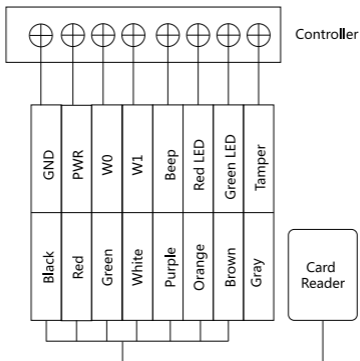 Controller
GND
PWR
W0
W1
Beep
Red LED
Green LED
Tamper
Black
Red
Green
White
Purple
Orange
Brown
Gray
Card
Reader